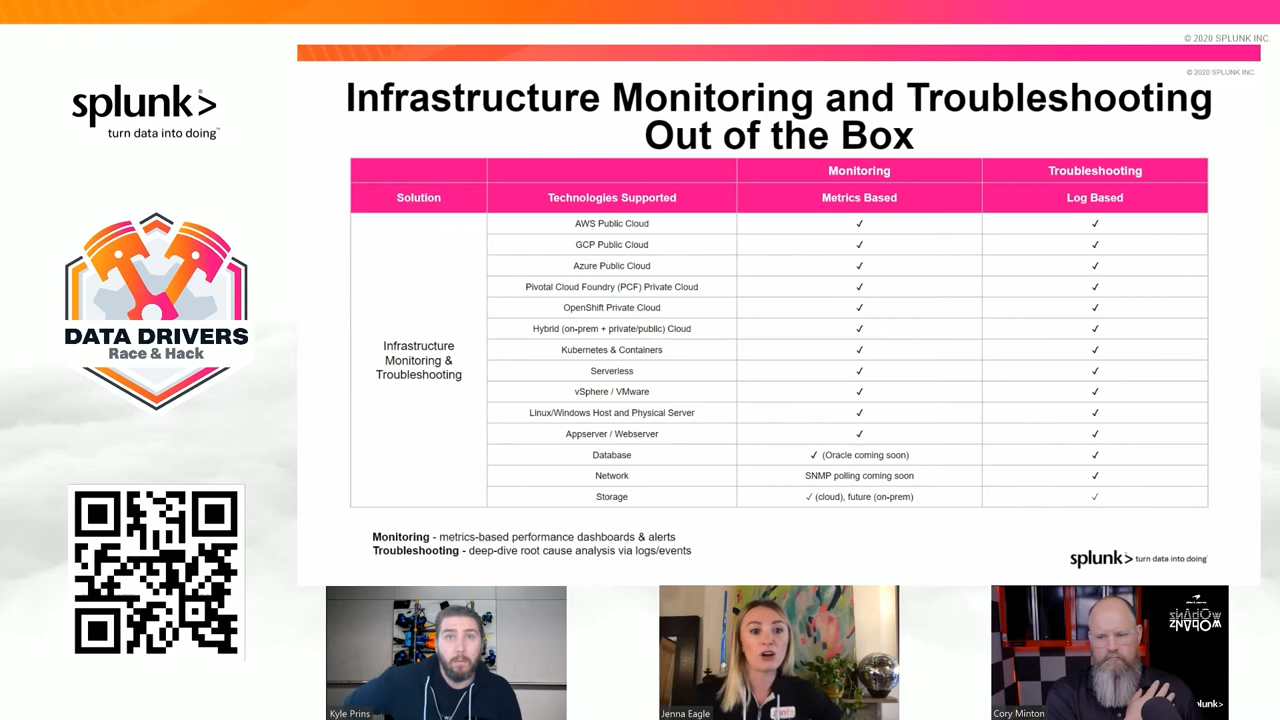 © 2020 SPLUNK INC.
splunk>
turn data into doing™
DATA DRIVERS
Race & Hack
© 2020 SPLUNK INC.
Infrastructure Monitoring and Troubleshooting
Out of the Box
Monitoring Troubleshooting
Solution Technologies Supported Metrics Based Log Based
Infrastructure
Monitoring &
Troubleshooting
AWS Public Cloud ✓ ✓
GCP Public Cloud ✓ ✓
Azure Public Cloud ✓ ✓
Pivotal Cloud Foundry (PCF) Private Cloud ✓ ✓
OpenShift Private Cloud ✓ ✓
Hybrid (on-prem + private/public) Cloud ✓ ✓
Kubernetes & Containers ✓ ✓
Serverless ✓ ✓
vSphere / VMware ✓ ✓
Linux/Windows Host and Physical Server ✓ ✓
Appserver / Webserver ✓ ✓
Database ✓ (Oracle coming soon) ✓
Network SNMP polling coming soon ✓
Storage ✓ (cloud), future (on-prem) ✓
Monitoring - metrics-based performance dashboards & alerts
Troubleshooting - deep-dive root cause analysis via logs/events
splunk> turn data into doing™
Kyle Prins
Jenna Eagle
Cory Minton